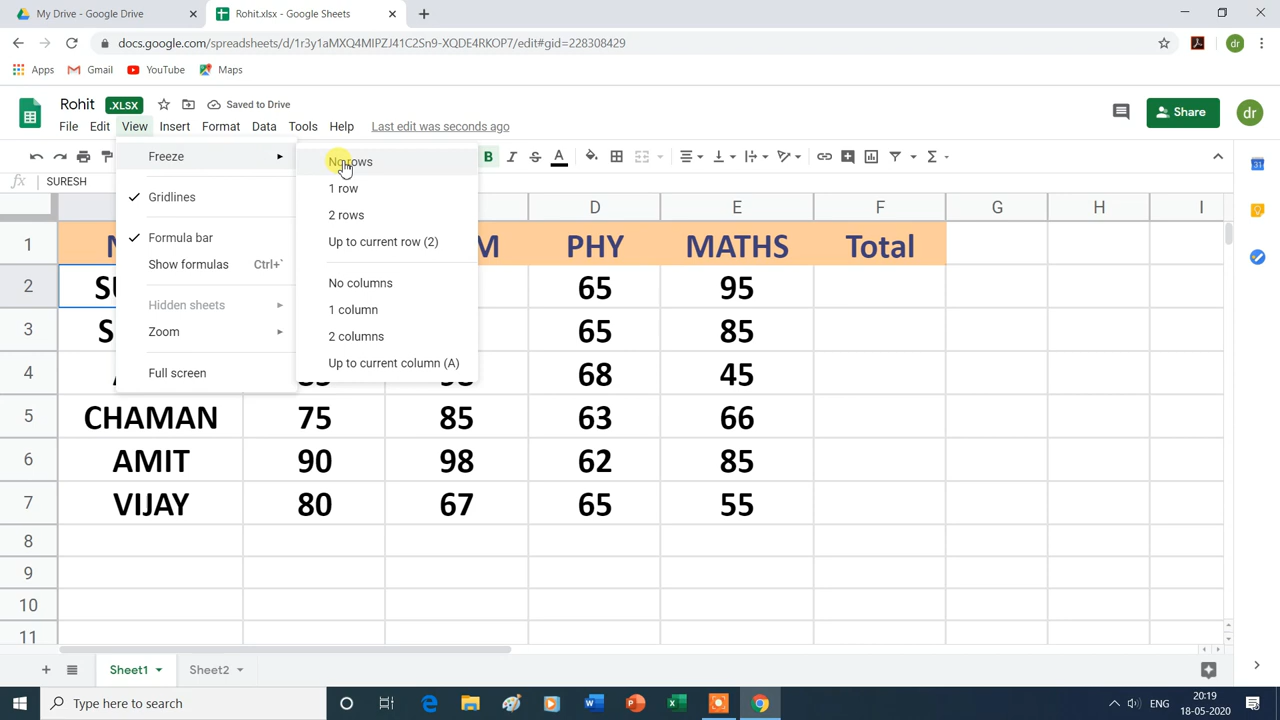 My Drive - Google Drive
Rohit.xlsx - Google Sheets
docs.google.com/spreadsheets/d/1r3y1aMXQ4MIPZJ41C2Sn9-XQDE4RKOP7/edit#gid=228308429
dr
Apps Gmail YouTube Maps
Rohit .XLSX Saved to Drive
File Edit View Insert Format Data Tools Help Last edit was seconds ago
Share dr
B I S A Σ
fx SURESH
Freeze
Gridlines
Formula bar
Show formulas Ctrl+`
Hidden sheets
Zoom
Full screen
No rows
1 row
2 rows
Up to current row (2)
No columns
1 column
2 columns
Up to current column (A)
D E F G H I
1 M PHY MATHS Total
2 65 95
3 S 65 85
4 68 45
5 CHAMAN 75 85 63 66
6 AMIT 90 98 62 85
7 VIJAY 80 67 65 55
8
9
10
11
31
Sheet1 Sheet2
Type here to search
ENG
20:19
18-05-2020